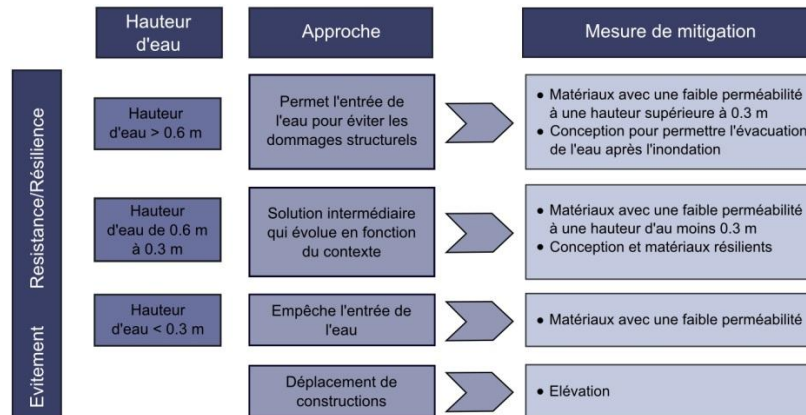 Hauteur
d'eau
Approche
Mesure de mitigation
Resistance/Résilience
Hauteur
d'eau > 0.6 m
Permet l'entrée de
l'eau pour éviter les
dommages structurels
● Matériaux avec une faible perméabilité
à une hauteur supérieure à 0.3 m
● Conception pour permettre l'évacuation
de l'eau après l'inondation
Hauteur
d'eau de 0.6 m
à 0.3 m
Solution intermédiaire
qui évolue en fonction
du contexte
● Matériaux avec une faible perméabilité
à une hauteur d'au moins 0.3 m
● Conception et matériaux résilients
Hauteur
d'eau < 0.3 m
Empêche l'entrée de
l'eau
● Matériaux avec une faible perméabilité
Evitement
Déplacement de
constructions
● Elévation